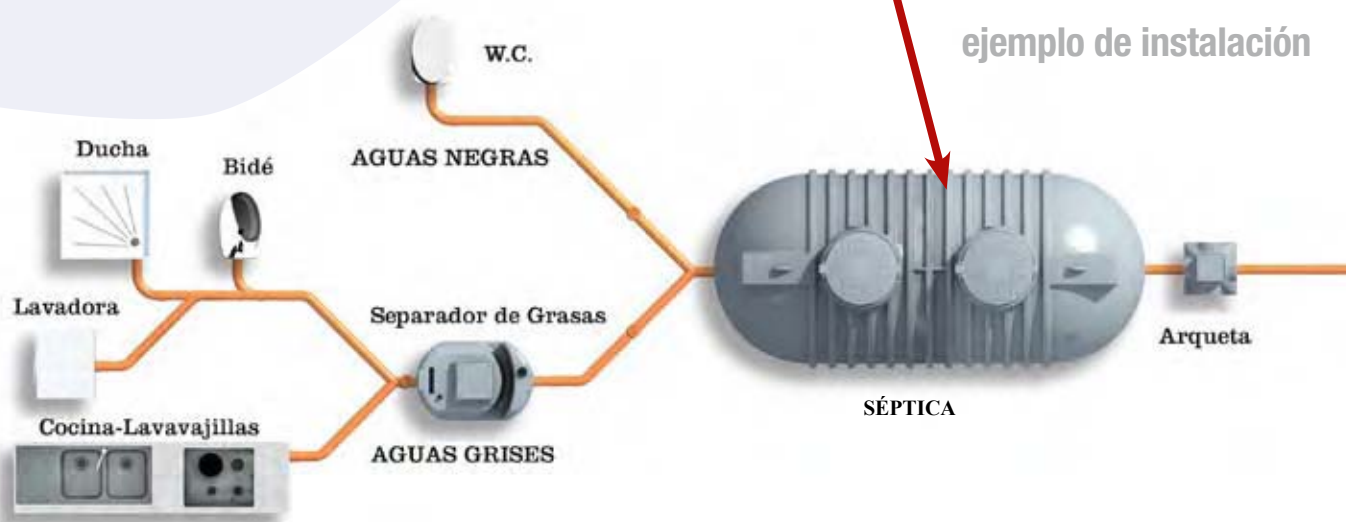 ejemplo de instalación
W.C.
AGUAS NEGRAS
Ducha
Bidé
Lavadora
Separador de Grasas
Cocina-Lavavajillas
AGUAS GRISES
SÉPTICA
Arqueta